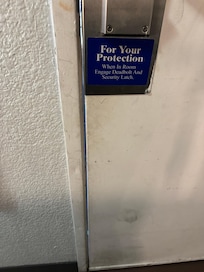 For Your
Protection
When In Room
Engage Deadbolt And
Security Latch.